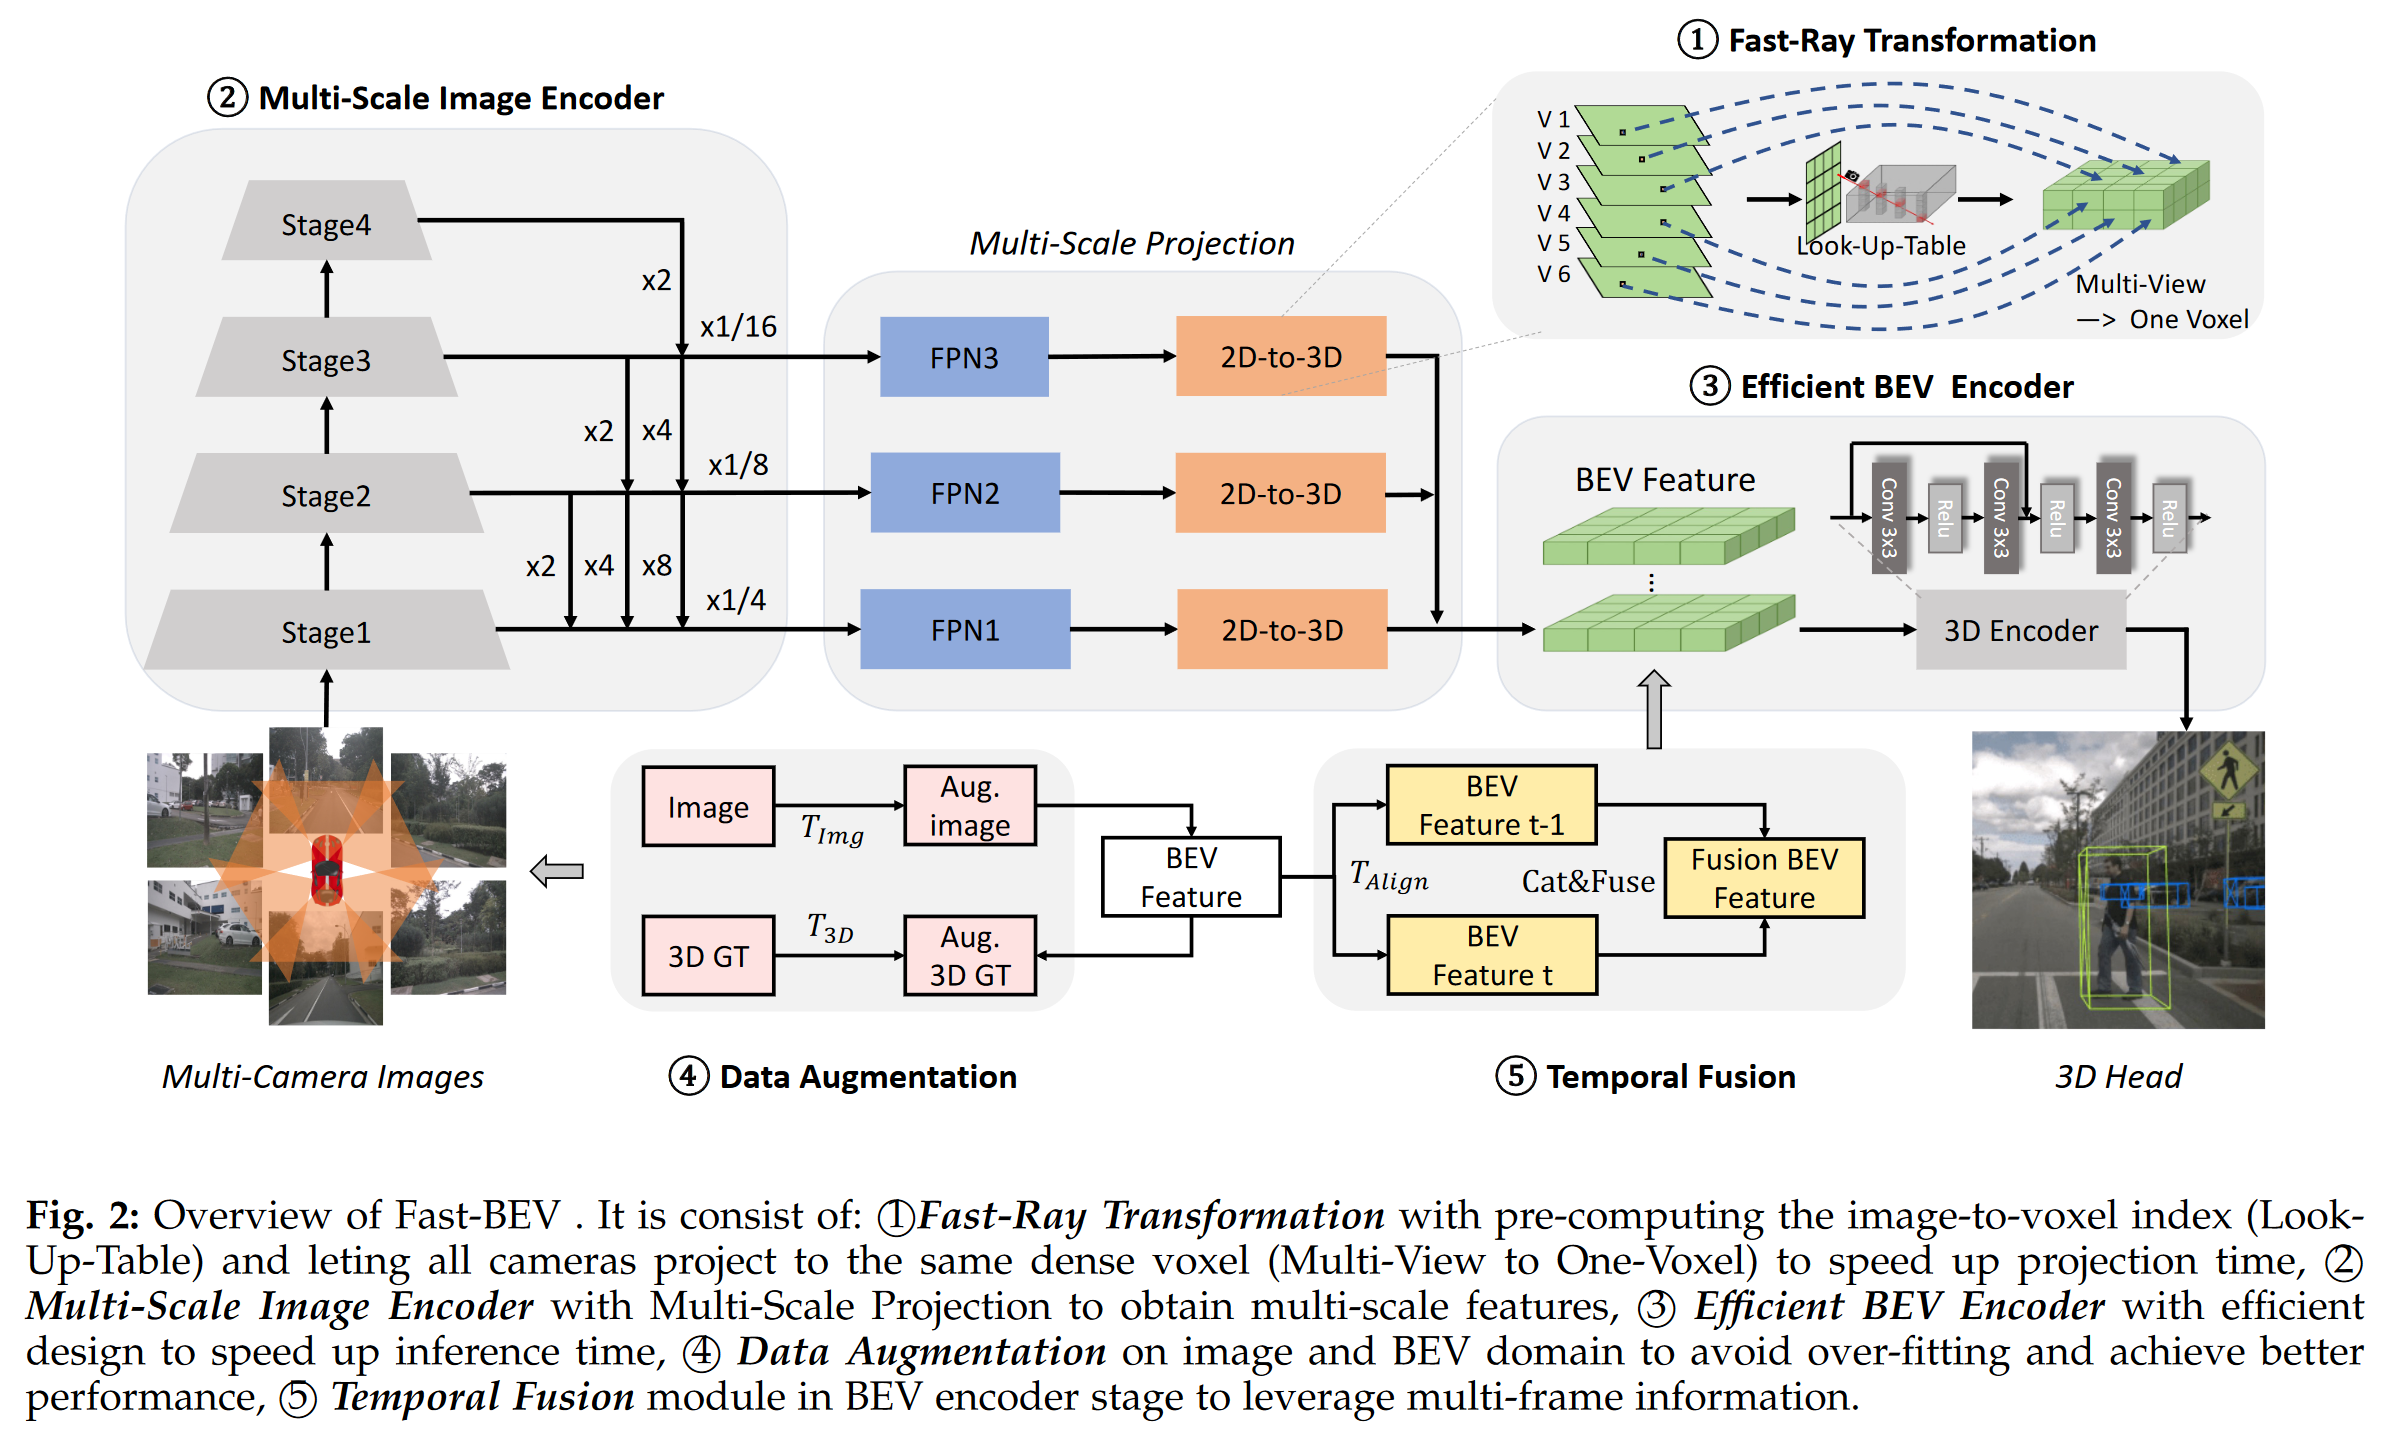 ① Fast-Ray Transformation
② Multi-Scale Image Encoder
V 1
V 2
V 3
V 4
V 5
V 6
Look-Up-Table
Multi-View
—> One Voxel
Stage4
Stage3
Stage2
Stage1
x2
x1/16
x2
x4
x1/8
x2
x4
x8
x1/4
Multi-Scale Projection
FPN3
2D-to-3D
FPN2
2D-to-3D
FPN1
2D-to-3D
③ Efficient BEV Encoder
BEV Feature
Conv 3x3
Relu
Conv 3x3
Relu
Conv 3x3
Relu
3D Encoder
Image
T_Img
Aug.
image
3D GT
T_3D
Aug.
3D GT
BEV
Feature
T_Align
BEV
Feature t-1
BEV
Feature t
Cat&Fuse
Fusion BEV
Feature
Multi-Camera Images
④ Data Augmentation
⑤ Temporal Fusion
3D Head
Fig. 2: Overview of Fast-BEV . It is consist of: ①Fast-Ray Transformation with pre-computing the image-to-voxel index (Look-
Up-Table) and leting all cameras project to the same dense voxel (Multi-View to One-Voxel) to speed up projection time, ②
Multi-Scale Image Encoder with Multi-Scale Projection to obtain multi-scale features, ③ Efficient BEV Encoder with efficient
design to speed up inference time, ④ Data Augmentation on image and BEV domain to avoid over-fitting and achieve better
performance, ⑤ Temporal Fusion module in BEV encoder stage to leverage multi-frame information.